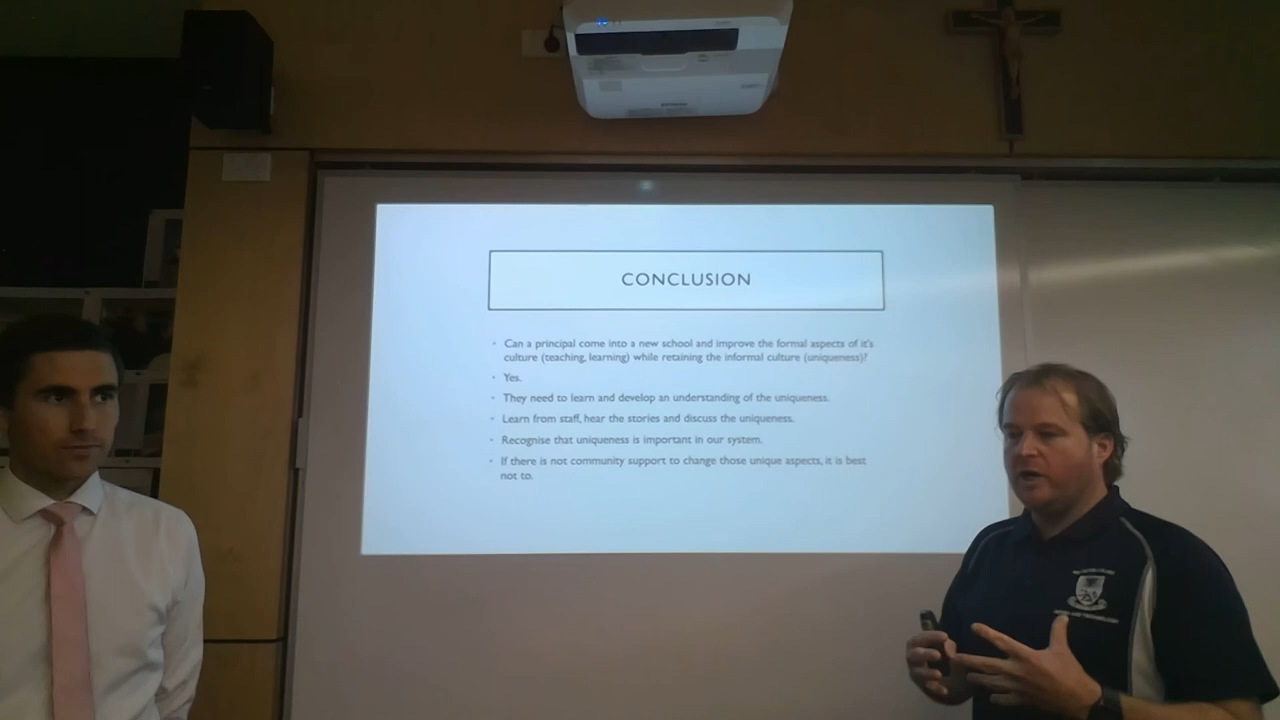 CONCLUSION
• Can a principal come into a new school and improve the formal aspects of it's
culture (teaching, learning) while retaining the informal culture (uniqueness)?
• Yes.
• They need to learn and develop an understanding of the uniqueness.
• Learn from staff, hear the stories and discuss the uniqueness.
• Recognise that uniqueness is important in our system.
• If there is not community support to change those unique aspects, it is best
not to.